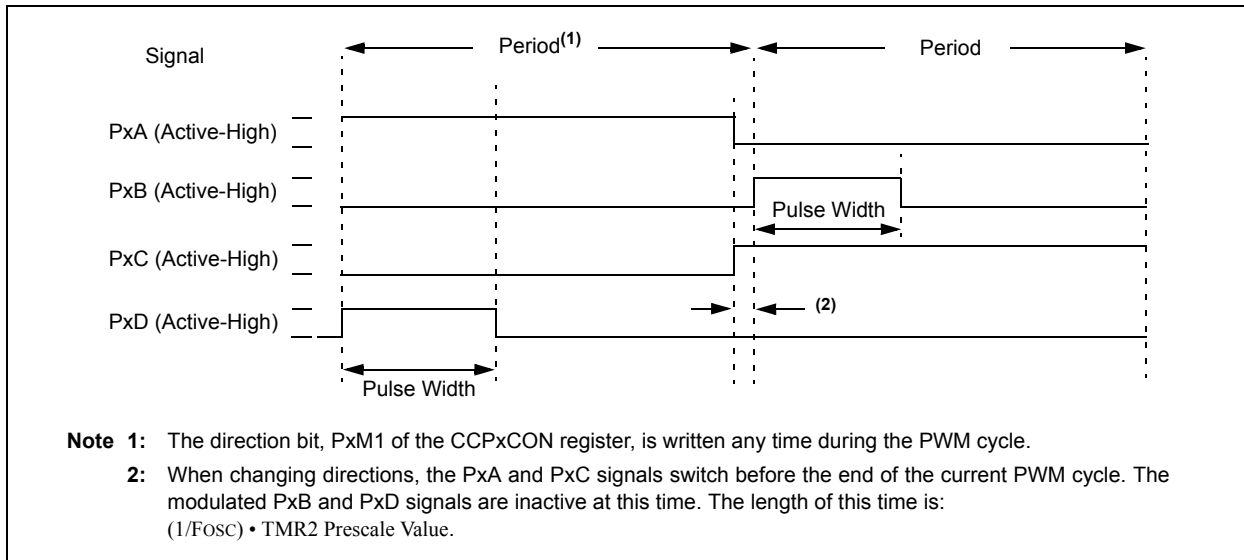 Signal
Period(1)
Period
PxA (Active-High)
PxB (Active-High)
Pulse Width
PxC (Active-High)
(2)
PxD (Active-High)
Pulse Width
Note 1: The direction bit, PxM1 of the CCPxCON register, is written any time during the PWM cycle.
2: When changing directions, the PxA and PxC signals switch before the end of the current PWM cycle. The
modulated PxB and PxD signals are inactive at this time. The length of this time is:
(1/FOSC) • TMR2 Prescale Value.